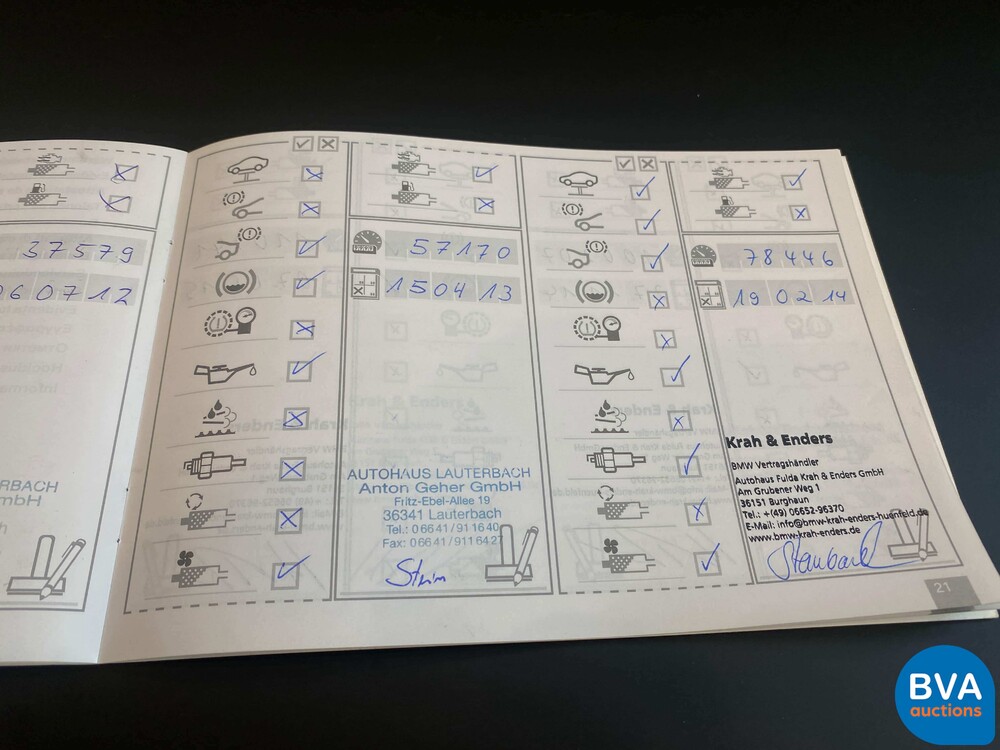 37579
060712
RBACH
mbH
57170
150413
AUTOHAUS LAUTERBACH
Anton Geher GmbH
Fritz-Ebel-Allee 19
36341 Lauterbach
Tel.: 06641/911640
Fax: 06641/9116427
78446
190214
Krah & Enders
BMW Vertragshändler
Autohaus Fulda Krah & Enders GmbH
Am Grubener Weg 1
36151 Burghaun
Tel.: +(49) 06652-96370
E-Mail: info@bmw-krah-enders-huenfeld.de
www.bmw-krah-enders.de
21
BVA
auctions